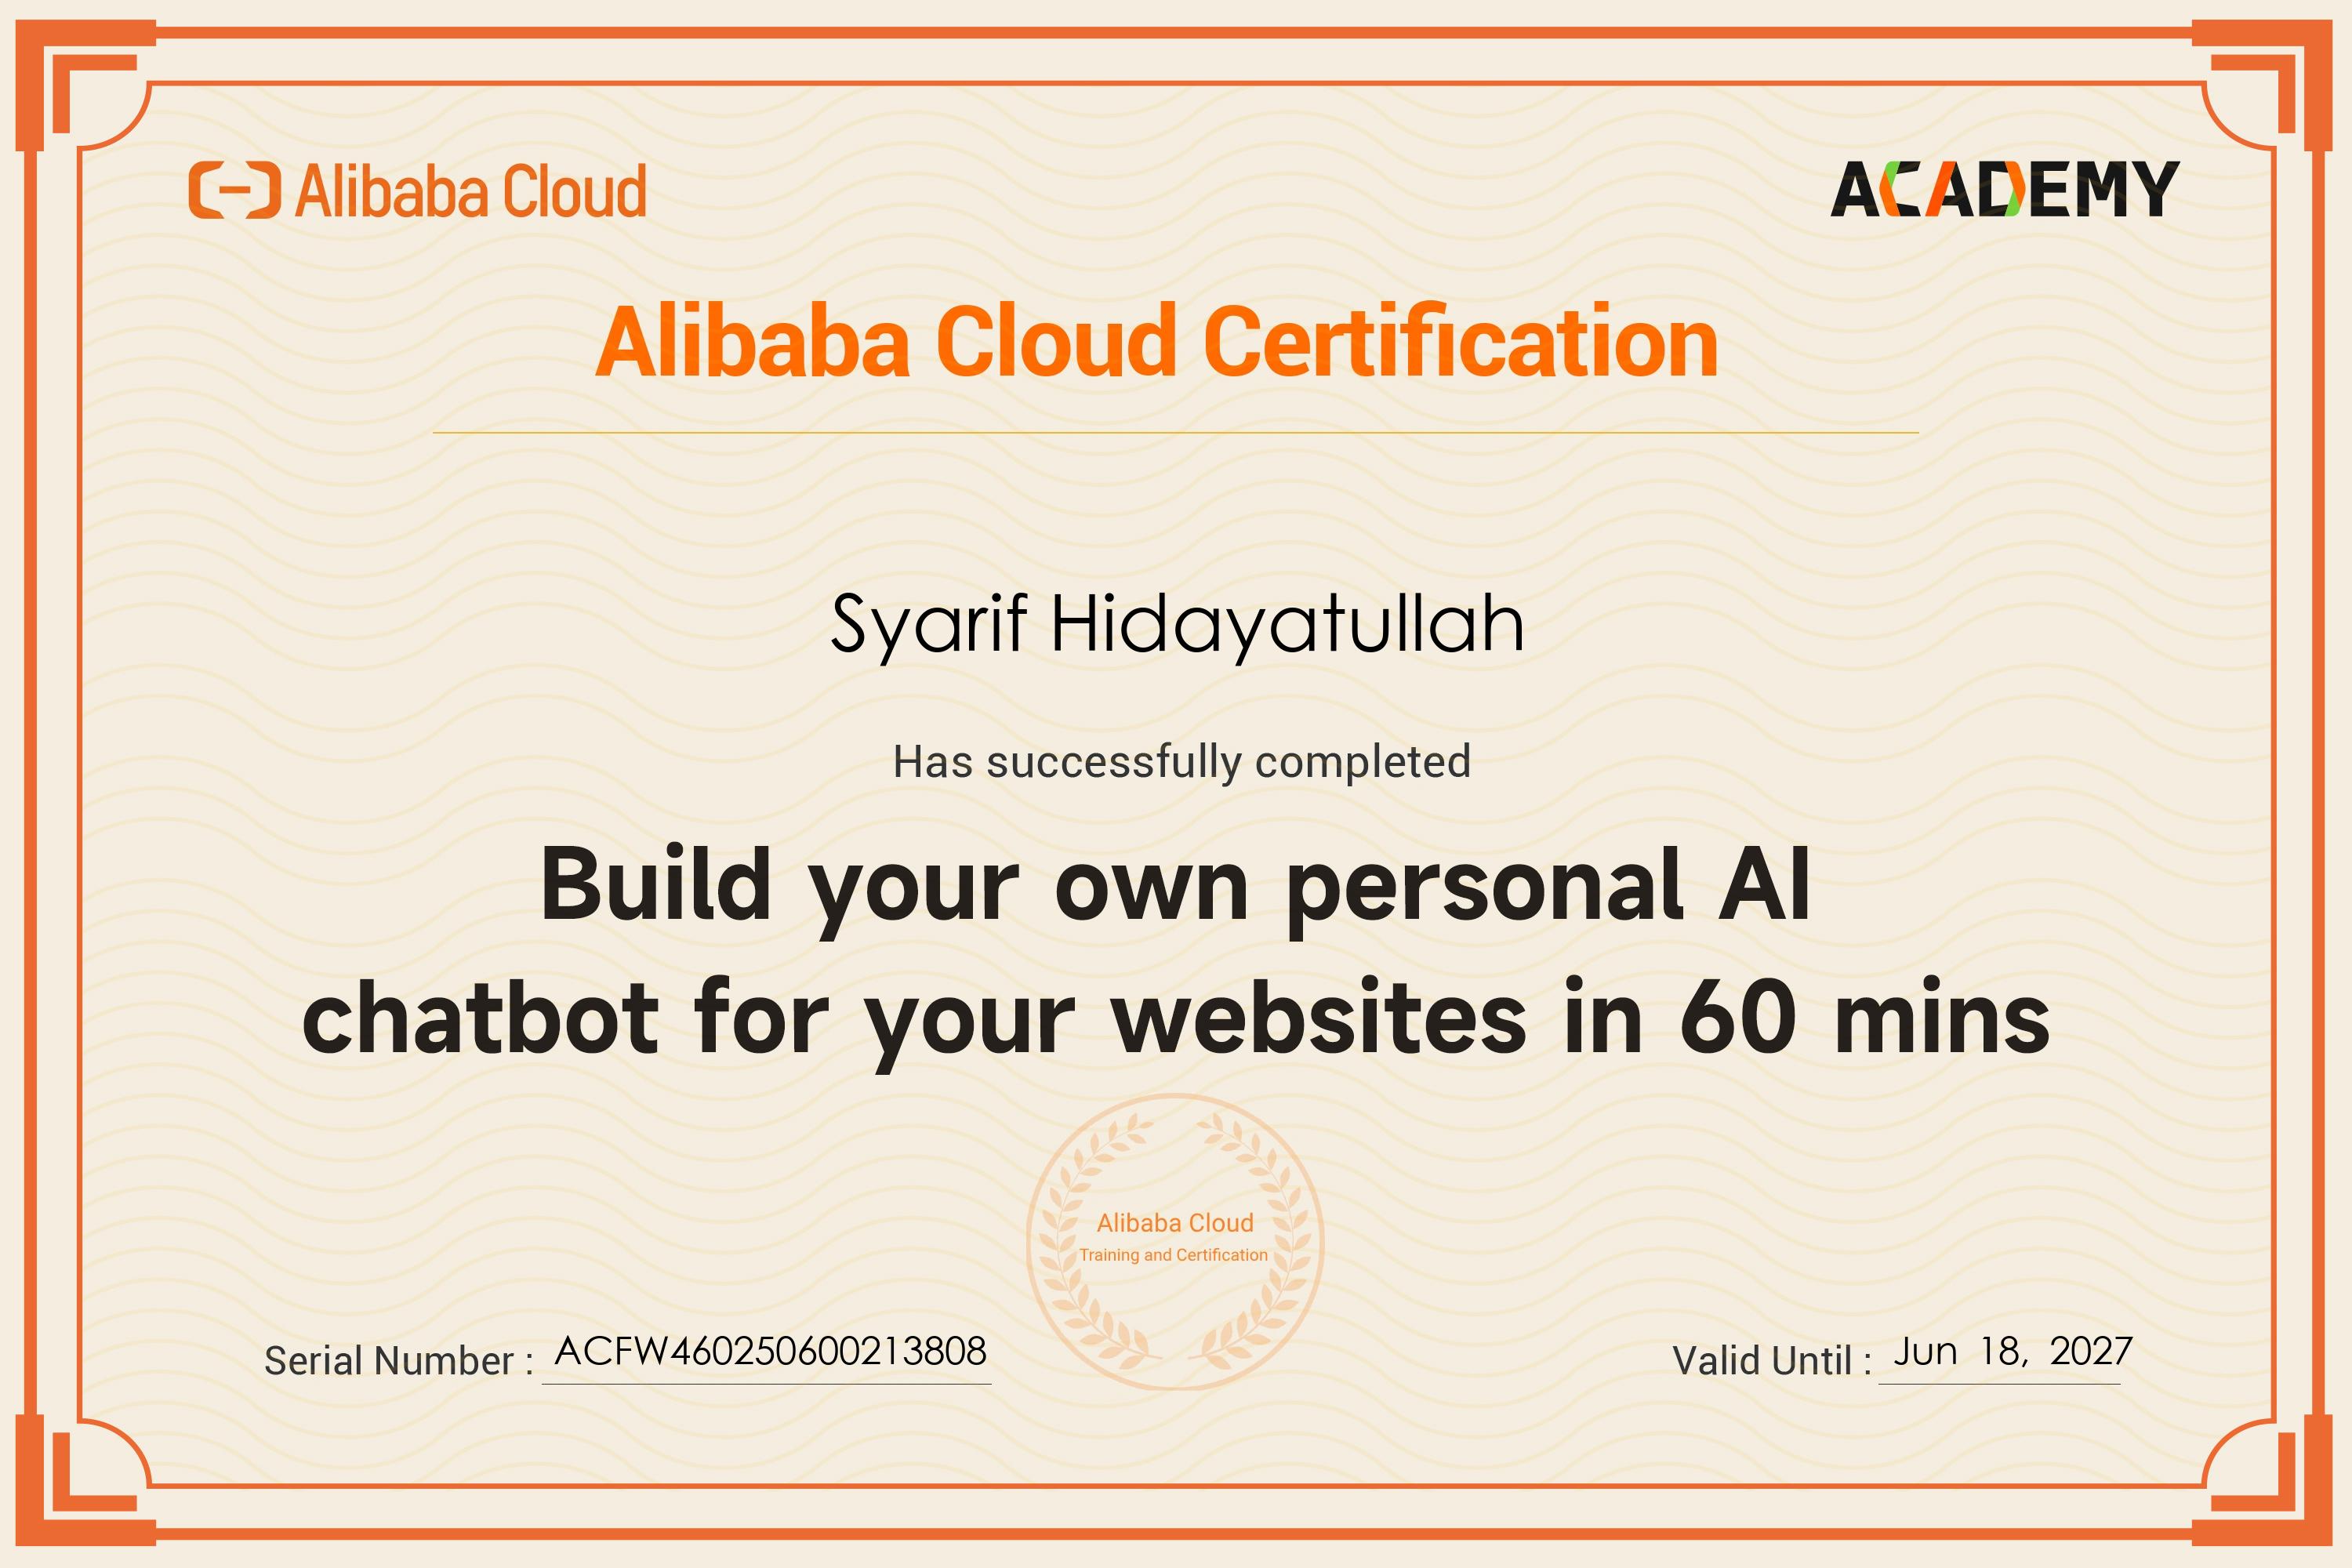 Alibaba Cloud
ACADEMY
Alibaba Cloud Certification
Syarif Hidayatullah
Has successfully completed
Build your own personal AI
chatbot for your websites in 60 mins
Alibaba Cloud
Training and Certification
Serial Number : ACFW460250600213808
Valid Until : Jun 18, 2027